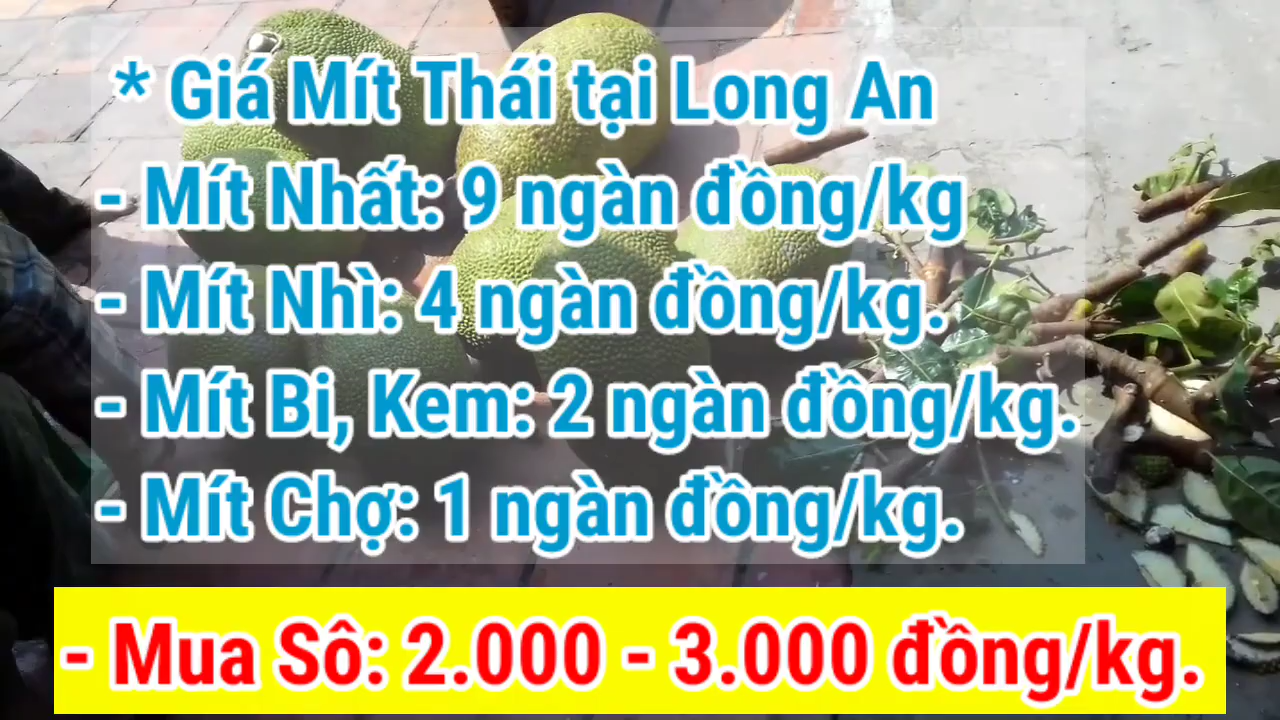 * Giá Mít Thái tại Long An
- Mít Nhất: 9 ngàn đồng/kg
- Mít Nhì: 4 ngàn đồng/kg.
- Mít Bi, Kem: 2 ngàn đồng/kg.
- Mít Chợ: 1 ngàn đồng/kg.
- Mua Sô: 2.000 - 3.000 đồng/kg.